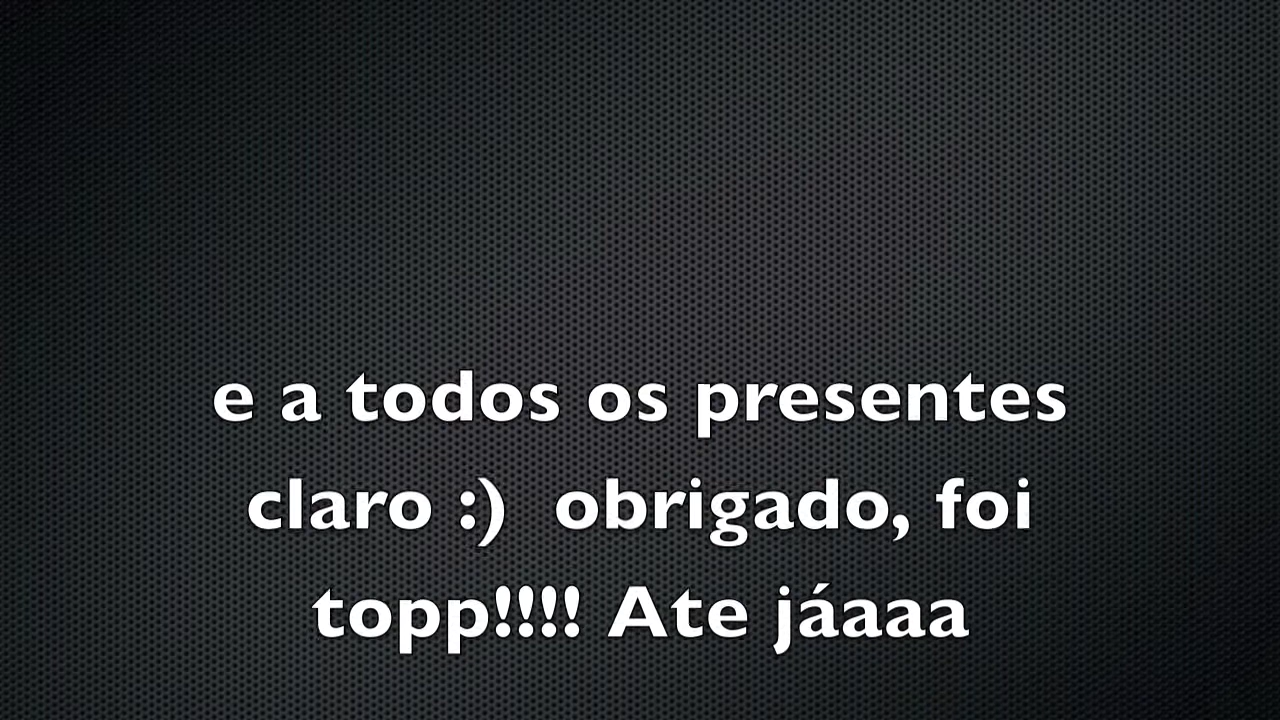 e a todos os presentes
claro :)  obrigado, foi
topp!!!! Ate jáaaa